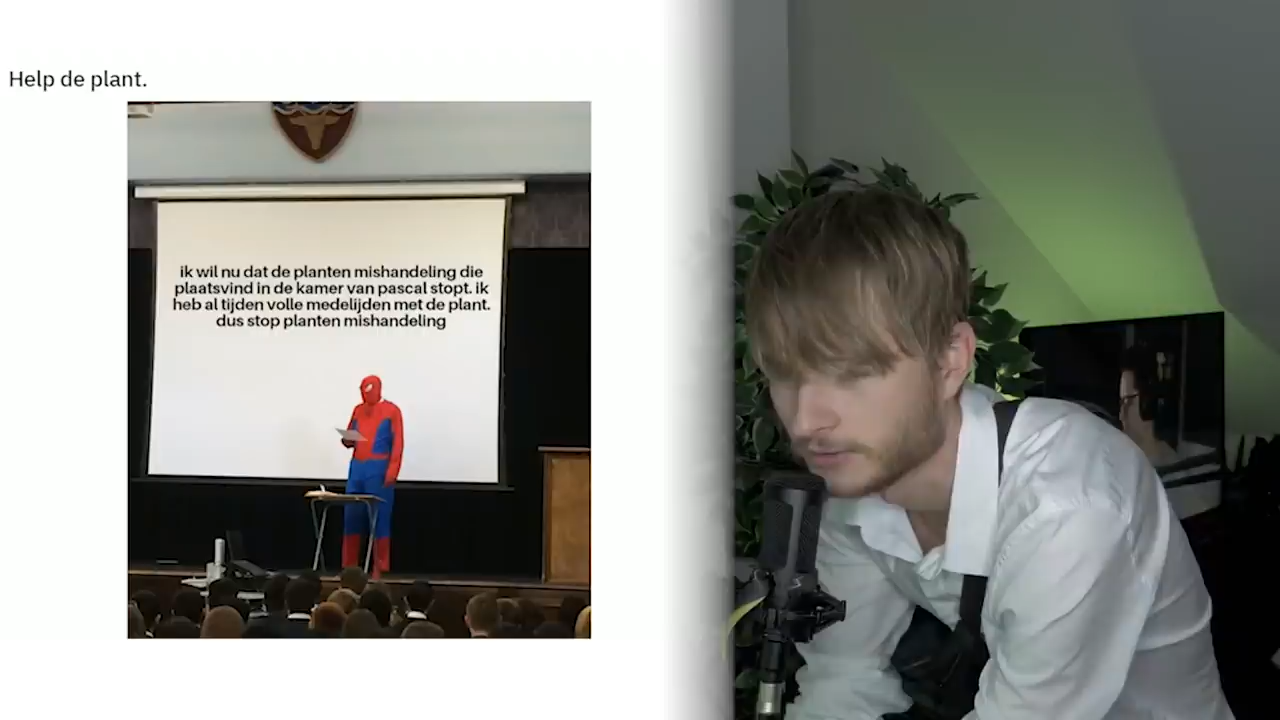 Help de plant.
ik wil nu dat de planten mishandeling die
plaatsvind in de kamer van pascal stopt. ik
heb al tijden volle medelijden met de plant.
dus stop planten mishandeling